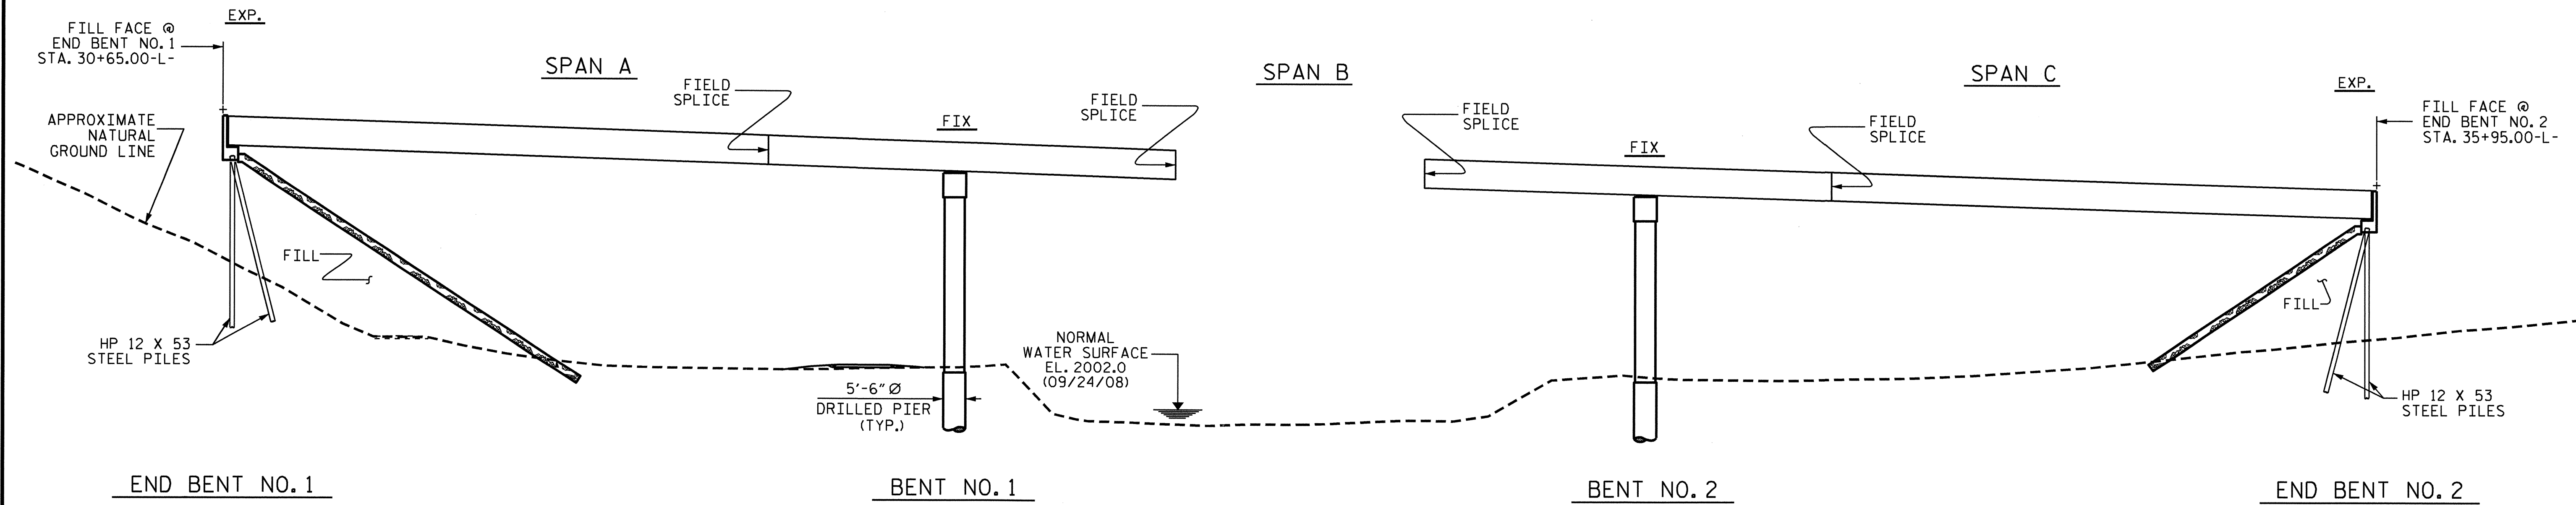 EXP.
FILL FACE @
END BENT NO. 1
STA. 30+65.00-L-
SPAN A
FIELD
SPLICE
FIELD
SPLICE
SPAN B
SPAN C
EXP.
FIELD
SPLICE
FIELD
SPLICE
FILL FACE @
END BENT NO. 2
STA. 35+95.00-L-
APPROXIMATE
NATURAL
GROUND LINE
FIX
FIX
FILL
FILL
HP 12 X 53
STEEL PILES
NORMAL
WATER SURFACE
EL. 2002.0
(09/24/08)
5'-6" Ø
DRILLED PIER
(TYP.)
HP 12 X 53
STEEL PILES
END BENT NO. 1
BENT NO. 1
BENT NO. 2
END BENT NO. 2